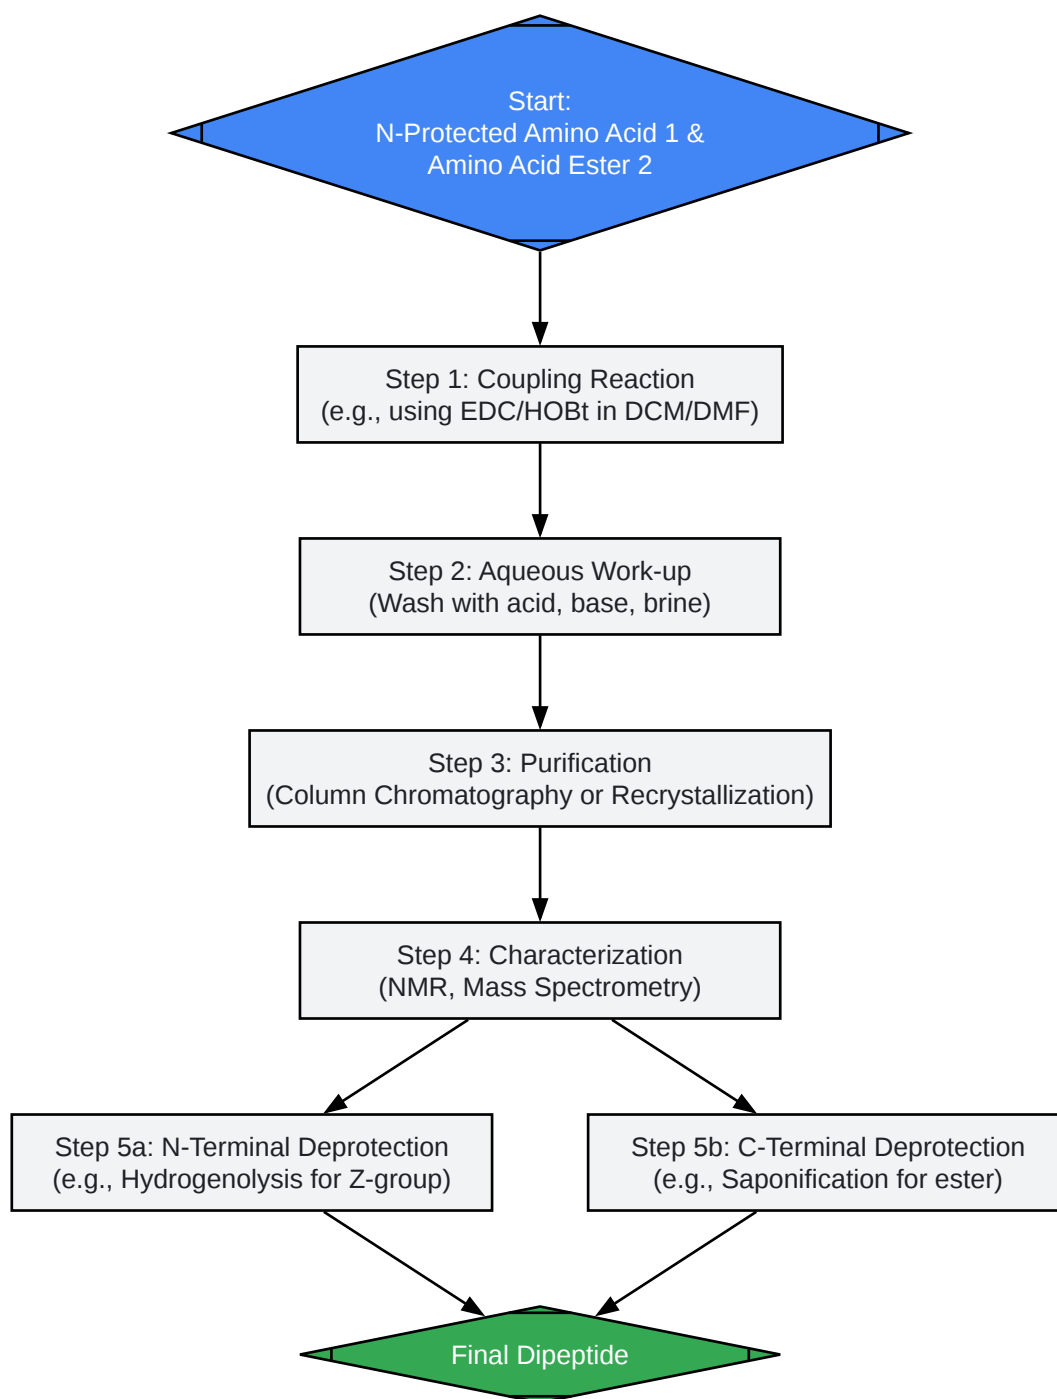 Start:
N-Protected Amino Acid 1 &
Amino Acid Ester 2
Step 1: Coupling Reaction
(e.g., using EDC/HOBt in DCM/DMF)
Step 2: Aqueous Work-up
(Wash with acid, base, brine)
Step 3: Purification
(Column Chromatography or Recrystallization)
Step 4: Characterization
(NMR, Mass Spectrometry)
Step 5a: N-Terminal Deprotection
(e.g., Hydrogenolysis for Z-group)
Step 5b: C-Terminal Deprotection
(e.g., Saponification for ester)
Final Dipeptide